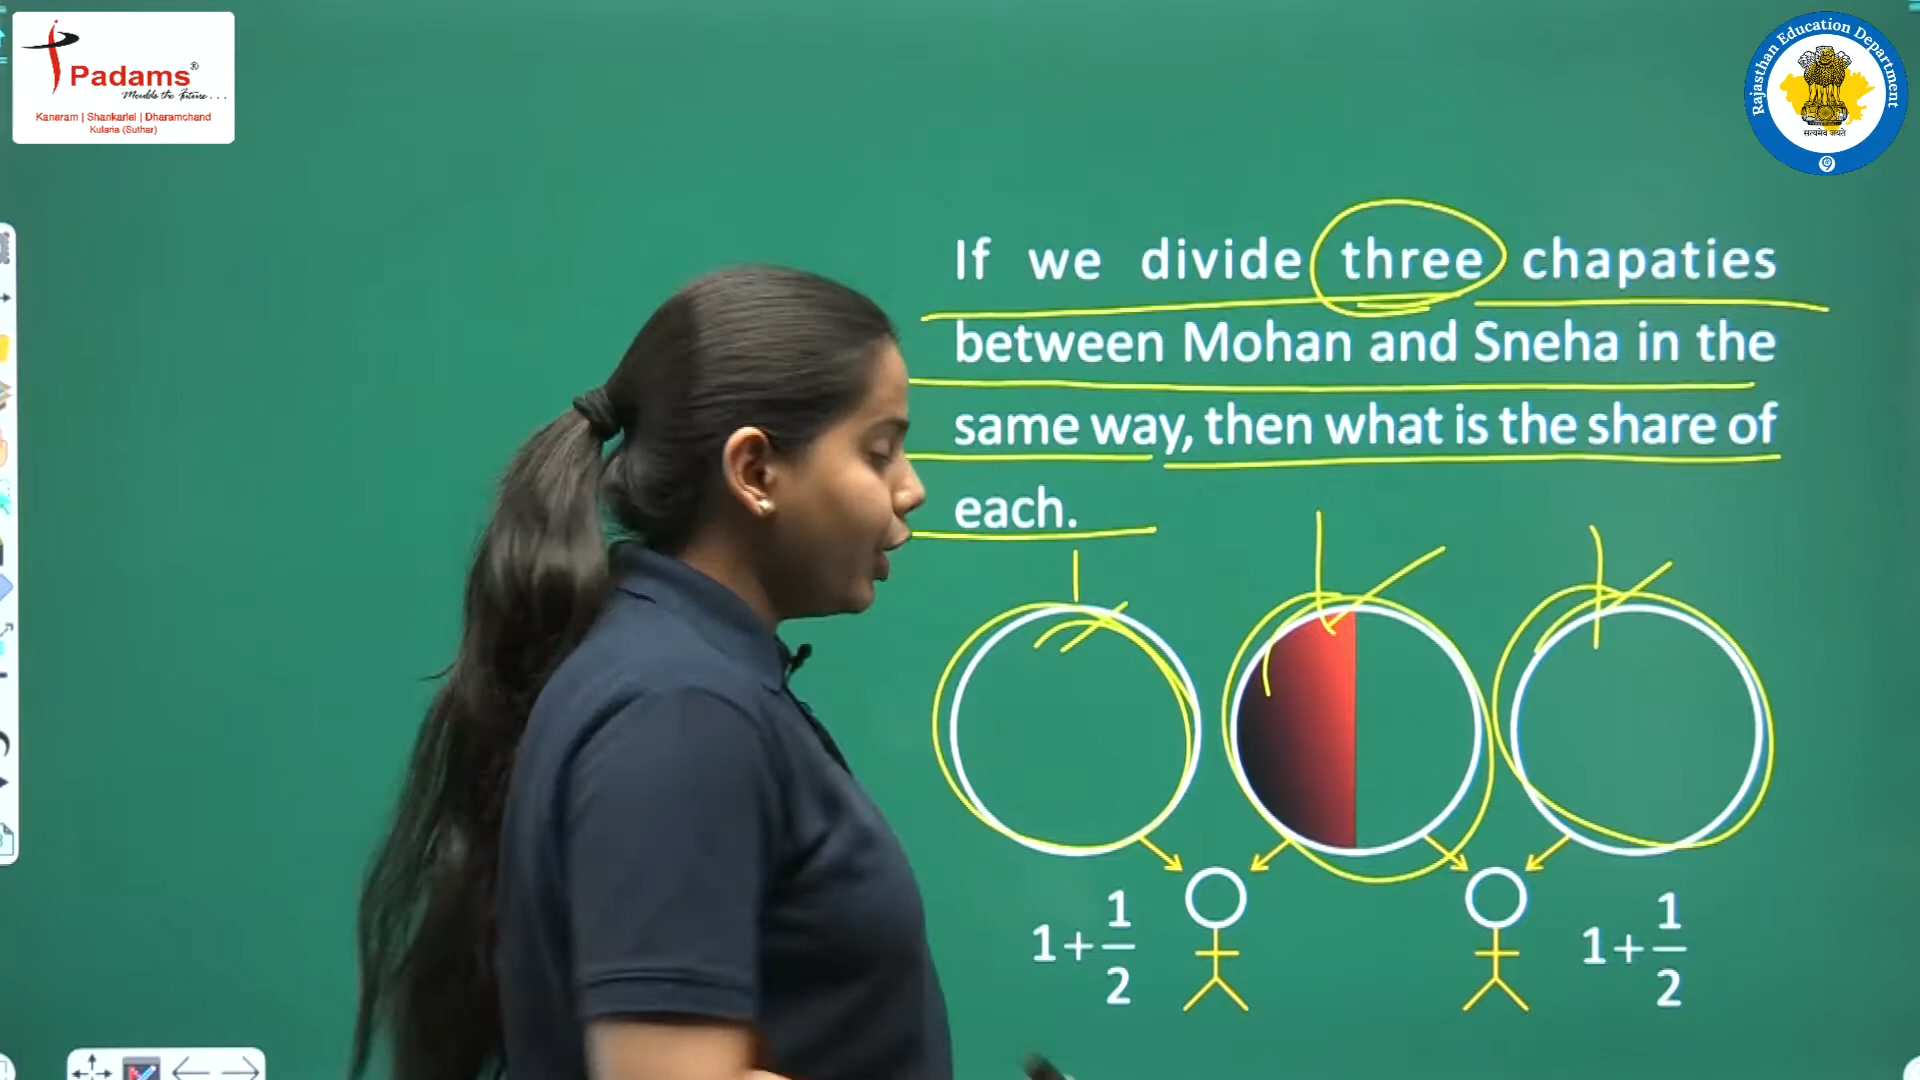 Padams®
Moulds the Future...
Kanaram | Shankarlal | Dharamchand
Kularia (Suthar)
Rajasthan Education Department
सत्यमेव जयते
If we divide three chapaties
between Mohan and Sneha in the
same way, then what is the share of
each.
1+1/2
1+1/2